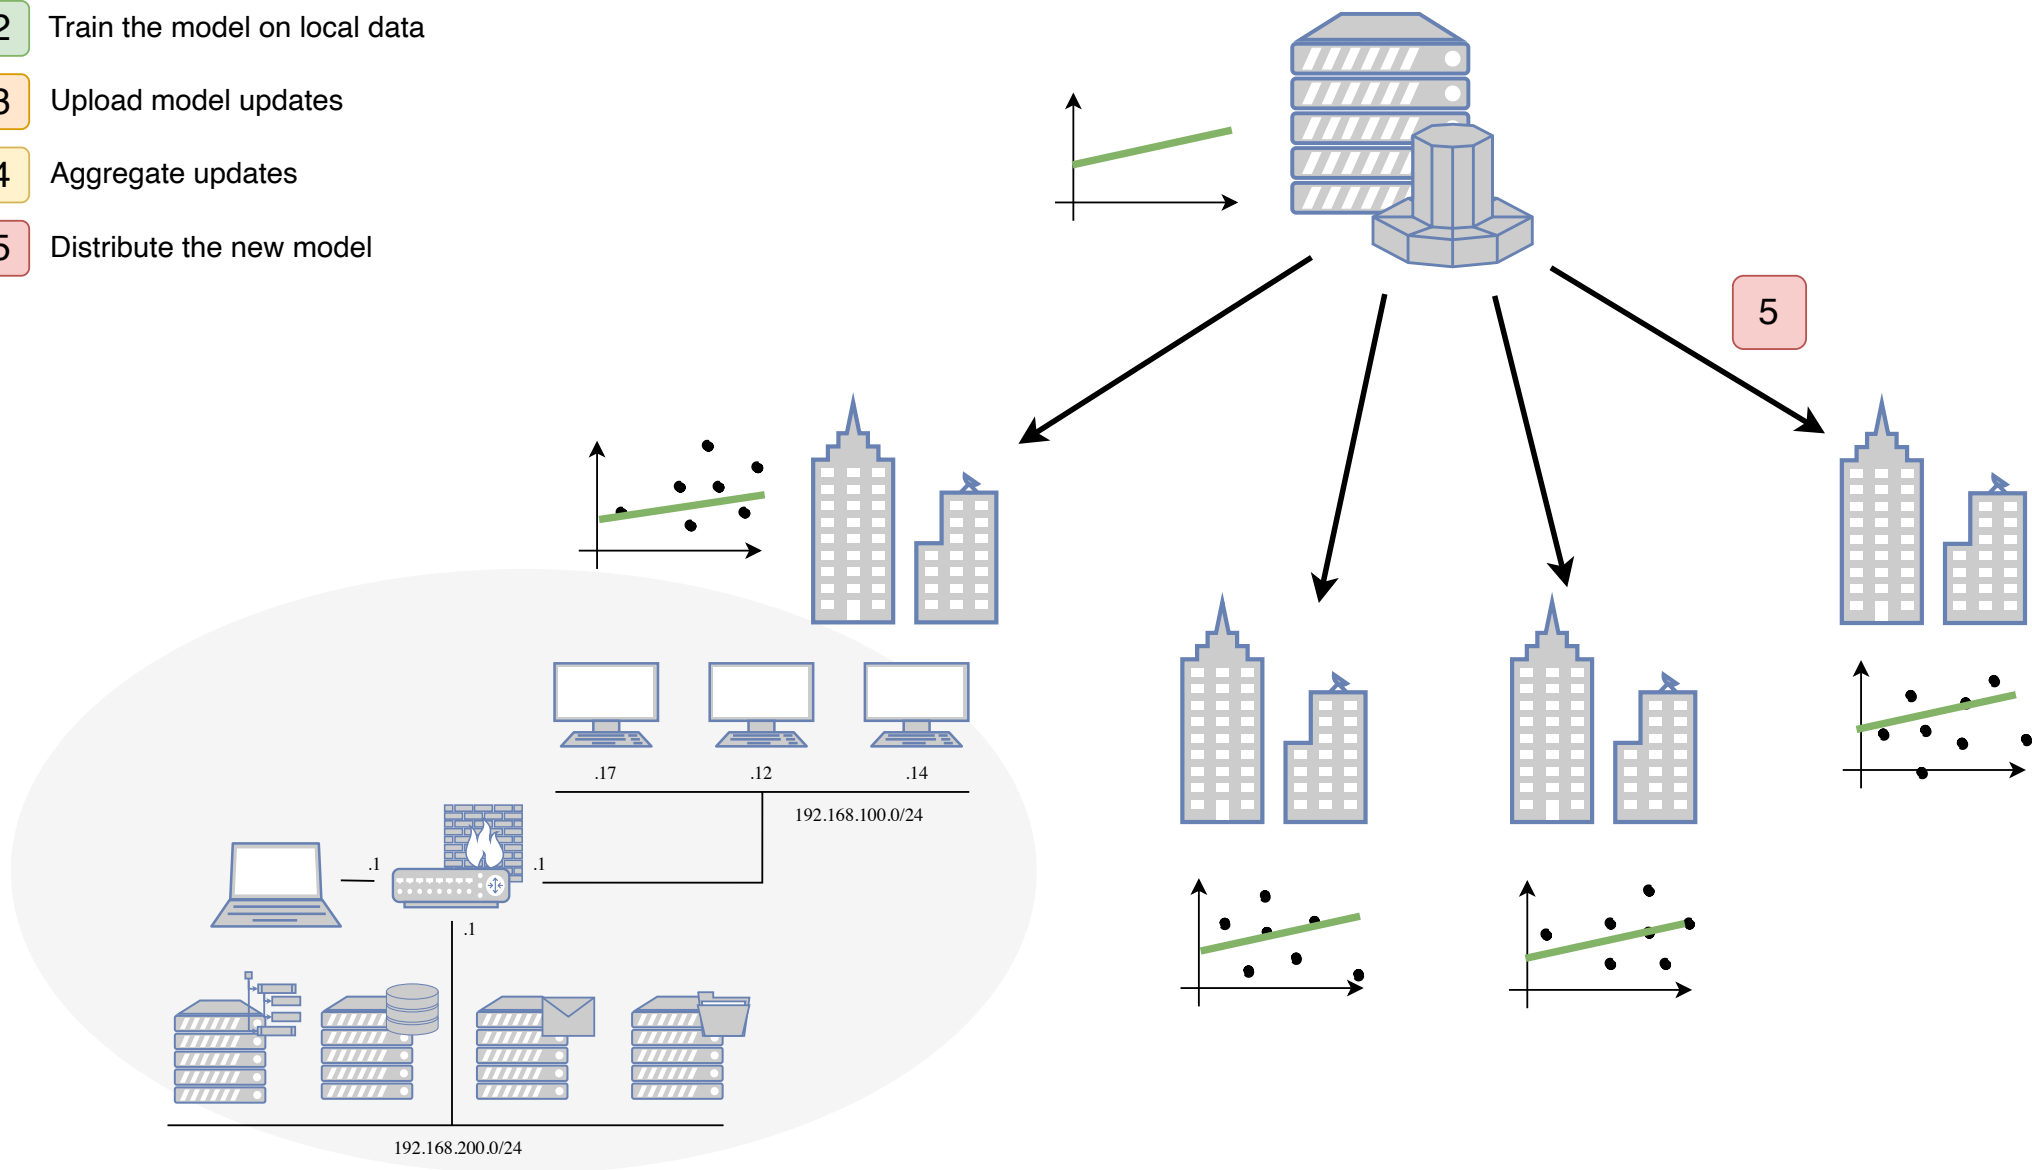 2 Train the model on local data
3 Upload model updates
4 Aggregate updates
5 Distribute the new model
5
.17 .12 .14
192.168.100.0/24
.1 .1
.1
192.168.200.0/24